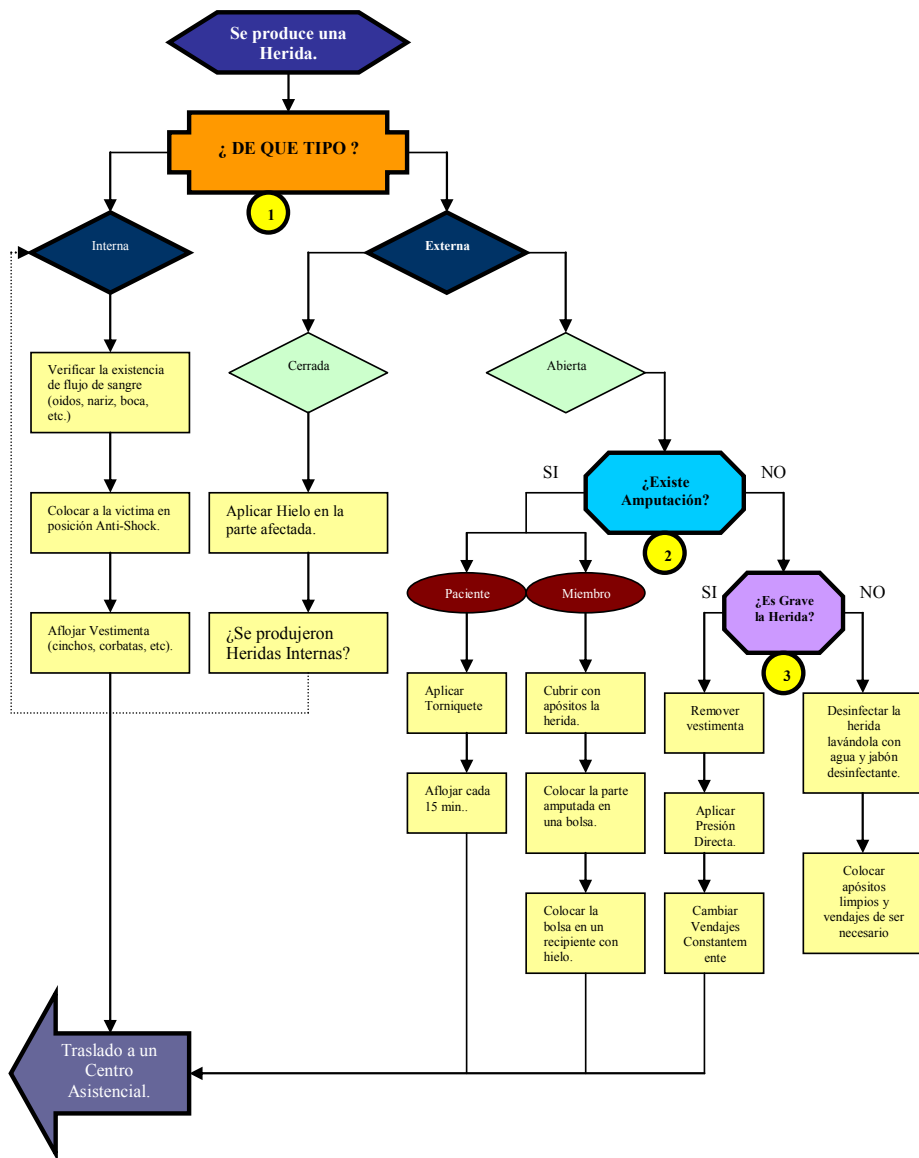 Se produce una
Herida.
¿ DE QUE TIPO ?
1
Interna
Externa
Verificar la existencia
de flujo de sangre
(oidos, nariz, boca,
etc.)
Cerrada
Abierta
Colocar a la victima en
posición Anti-Shock.
Aplicar Hielo en la
parte afectada.
SI
¿Existe
Amputación?
NO
2
Aflojar Vestimenta
(cinchos, corbatas, etc).
¿Se produjeron
Heridas Internas?
Paciente
Miembro
SI
¿Es Grave
la Herida?
NO
3
Aplicar
Torniquete
Cubrir con
apósitos la
herida.
Remover
vestimenta
Desinfectar la
herida
lavándola con
agua y jabón
desinfectante.
Aflojar cada
15 min..
Colocar la parte
amputada en
una bolsa.
Aplicar
Presión
Directa.
Colocar
apósitos
limpios y
vendajes de ser
necesario
Colocar la
bolsa en un
recipiente con
hielo.
Cambiar
Vendajes
Constantem
ente
Traslado a un
Centro
Asistencial.